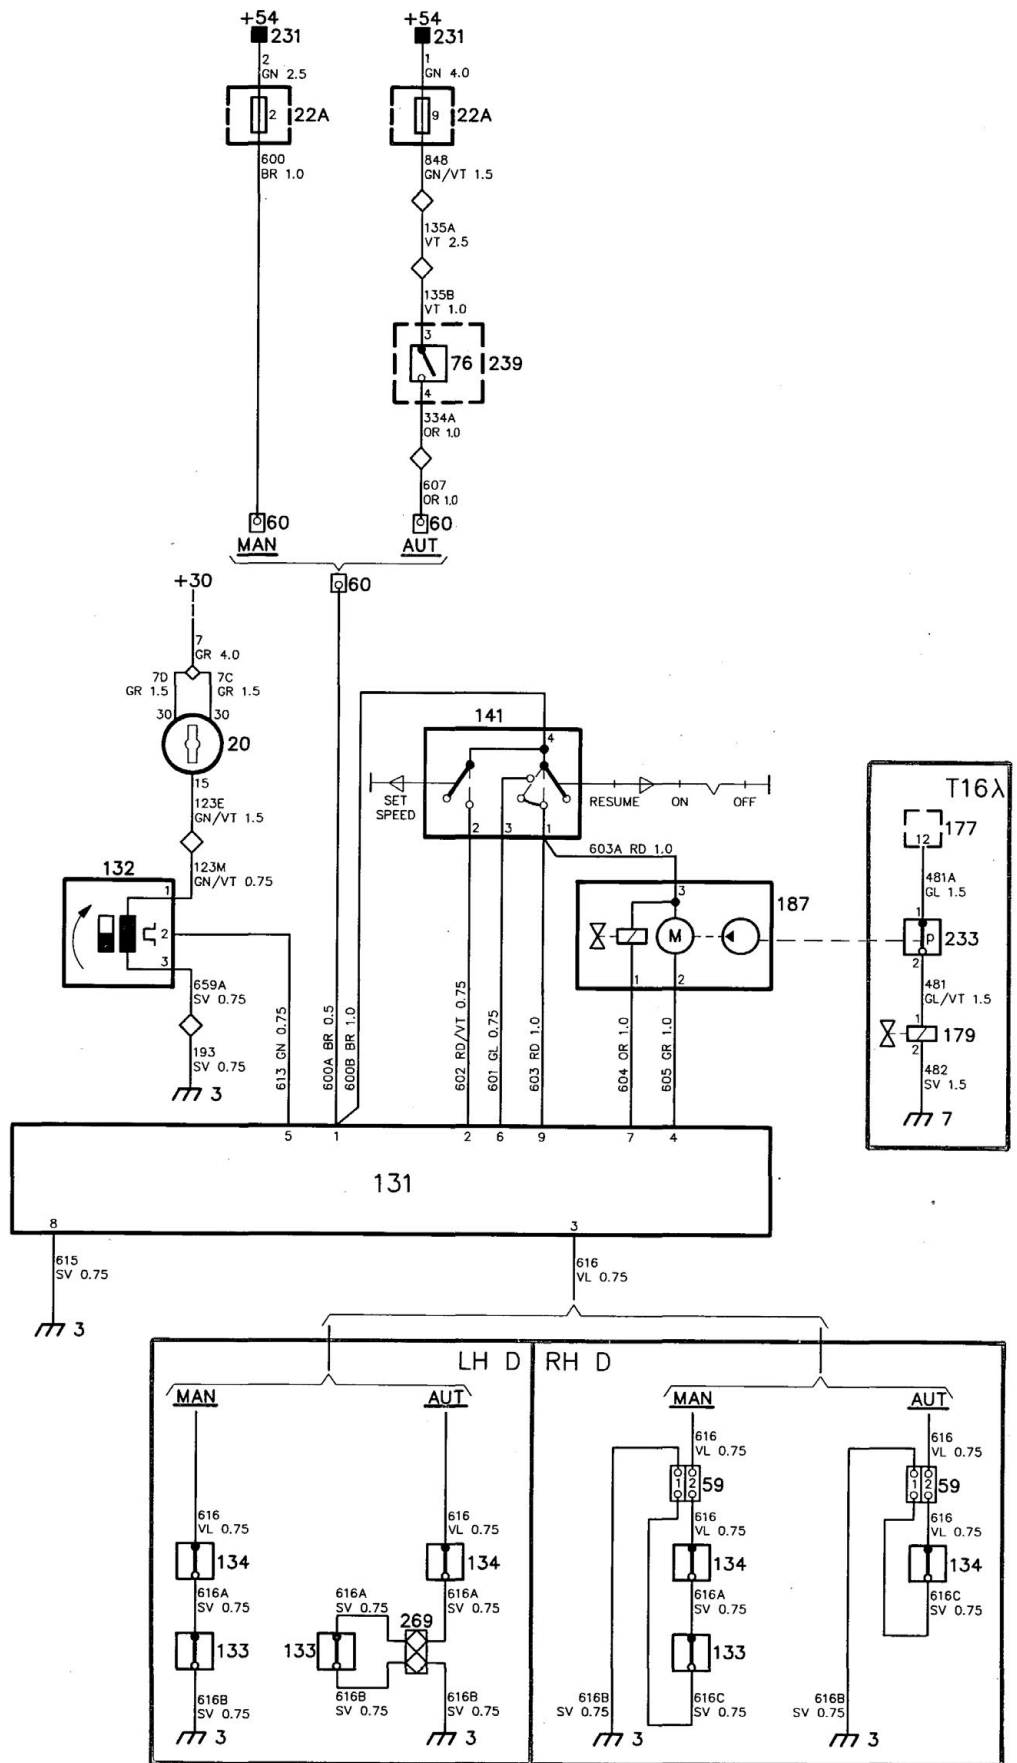 +54 +54
231 231
2
GN 2.5
1
GN 4.0
2 22A
9 22A
600
BR 1.0
848
GN/VT 1.5
135A
VT 2.5
135B
VT 1.0
3
76 239
4
334A
OR 1.0
607
OR 1.0
60 60
MAN AUT
60
+30
7
GR 4.0
7D
GR 1.5
7C
GR 1.5
30 30
20
15
123E
GN/VT 1.5
123M
GN/VT 0.75
132
1
2
3
659A
SV 0.75
193
SV 0.75
3
613 GN 0.75
600A BR 0.5
600B BR 1.0
141
4
SET
SPEED
RESUME ON OFF
2 3 1
603A RD 1.0
602 RD/VT 0.75
601 GL 0.75
603 RD 1.0
3
M
187
1 2
604 OR 1.0
605 GR 1.0
T16λ
177
12
481A
GL 1.5
1
P 233
2
481
GL/VT 1.5
1
179
2
482
SV 1.5
7
5 1 2 6 9 7 4
131
8 3
615
SV 0.75
3
616
VL 0.75
LH D RH D
MAN AUT MAN AUT
616
VL 0.75
134
616A
SV 0.75
133
616B
SV 0.75
3
616
VL 0.75
134
616A
SV 0.75
616A
SV 0.75
269
133
616B
SV 0.75
616B
SV 0.75
3
616
VL 0.75
1 2 59
616
VL 0.75
134
616A
SV 0.75
133
616B
SV 0.75
616C
SV 0.75
3
616
VL 0.75
1 2 59
616
VL 0.75
134
616C
SV 0.75
616B
SV 0.75
3